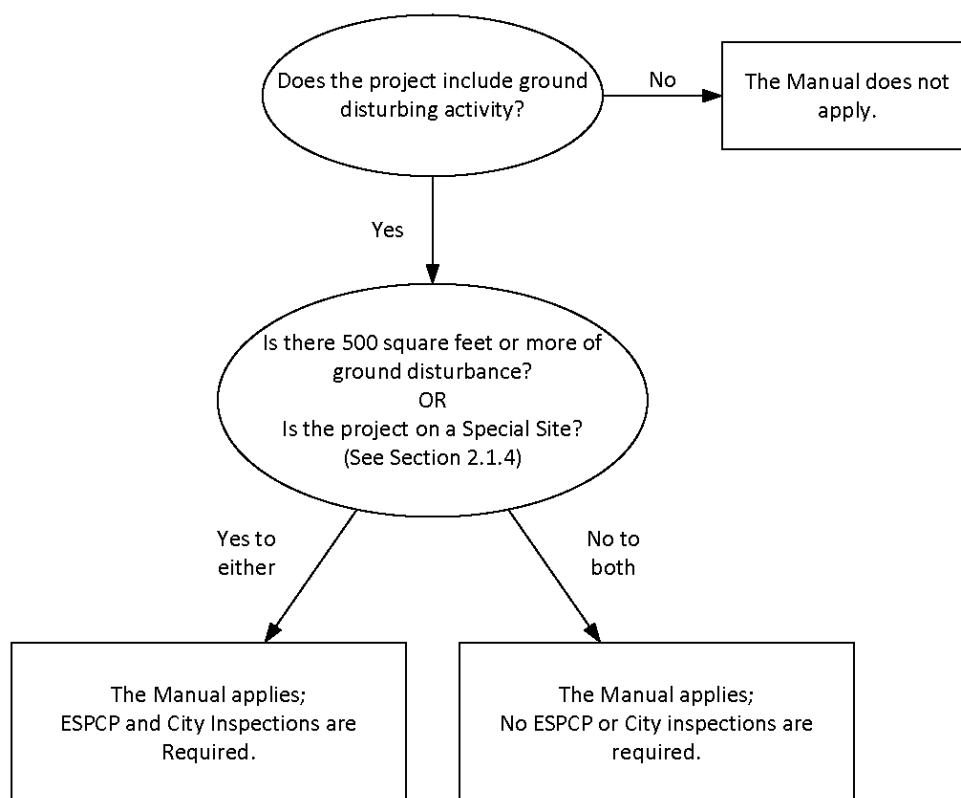 Does the project include ground
disturbing activity?
No
The Manual does not
apply.
Yes
Is there 500 square feet or more of
ground disturbance?
OR
Is the project on a Special Site?
(See Section 2.1.4)
Yes to
either
No to
both
The Manual applies;
ESPCP and City Inspections are
Required.
The Manual applies;
No ESPCP or City inspections are
required.